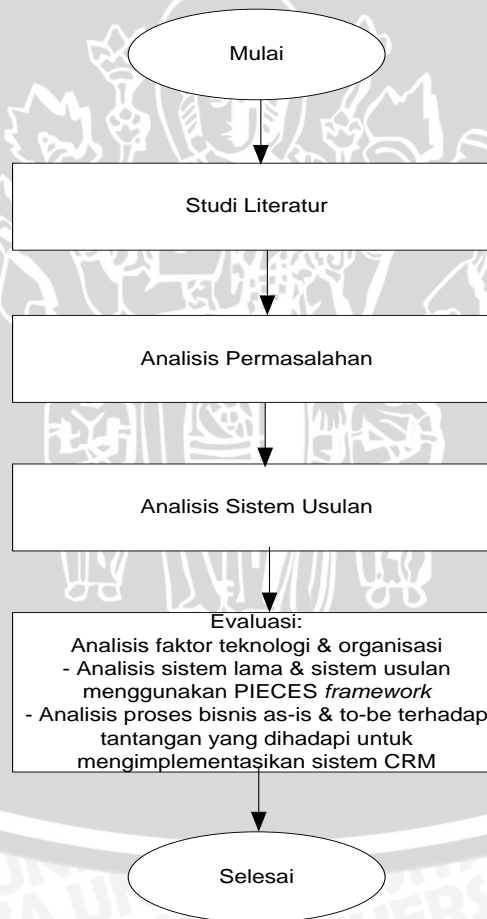 Mulai
Studi Literatur
Analisis Permasalahan
Analisis Sistem Usulan
Evaluasi:
Analisis faktor teknologi & organisasi
- Analisis sistem lama & sistem usulan
menggunakan PIECES framework
- Analisis proses bisnis as-is & to-be terhadap
tantangan yang dihadapi untuk
mengimplementasikan sistem CRM
Selesai